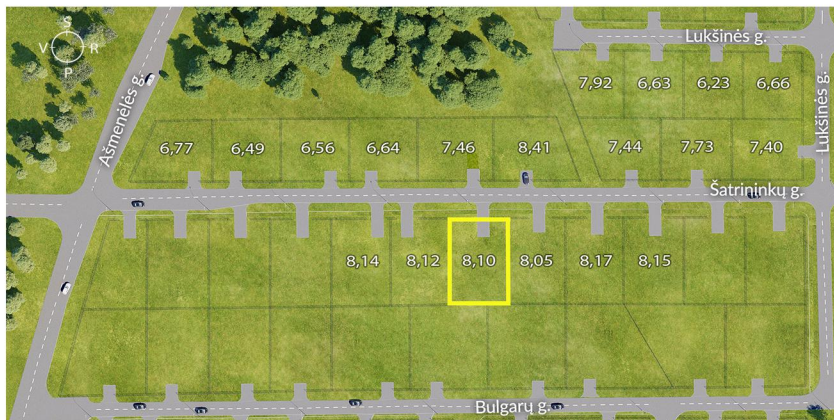 Lukšinės g.
S
V R
P
7,92 6,63 6,23 6,66
Ašmenėlės g.
Lukšinės g.
6,77 6,49 6,56 6,64 7,46 8,41 7,44 7,73 7,40
Šatrininkų g.
8,14 8,12 8,10 8,05 8,17 8,15
Bulgarų g.